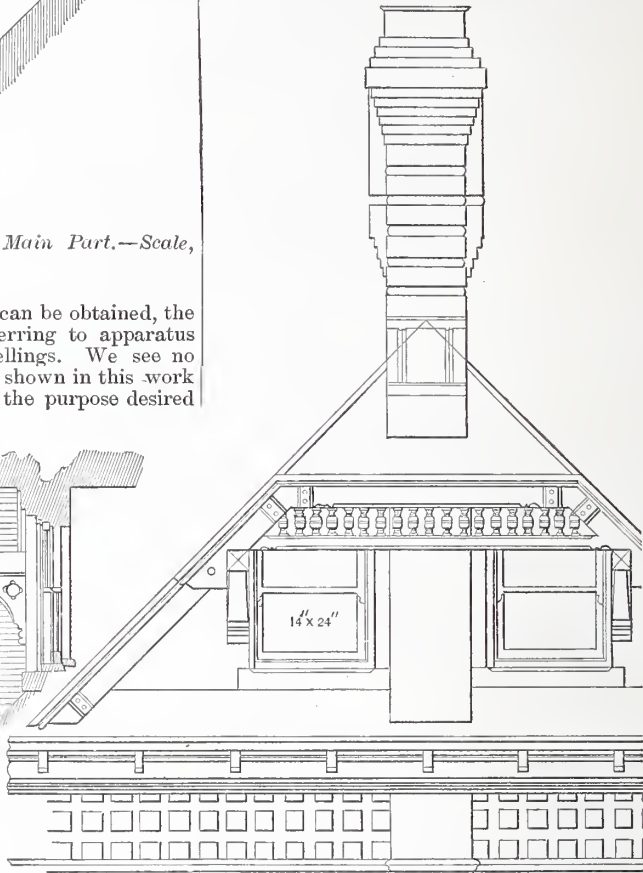 Main Part.—Scale,
can be obtained, the
erring to apparatus
ellings. We see no
shown in this work
the purpose desired
14" x 24"